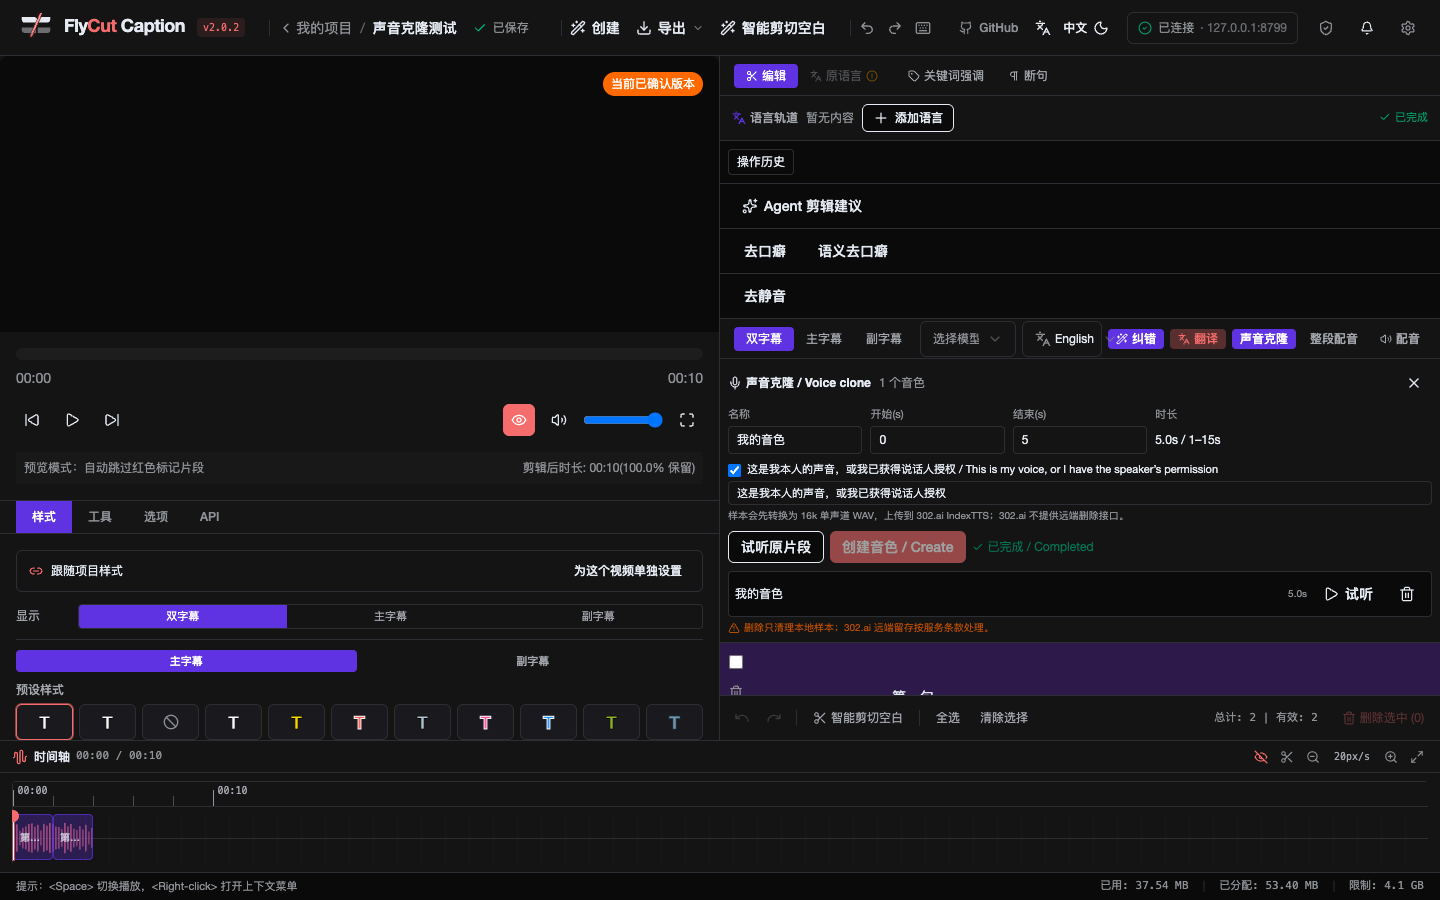 FlyCut Caption v2.0.2 我的项目 / 声音克隆测试 已保存 创建 导出 智能剪切空白 GitHub 中文 已连接 · 127.0.0.1:8799
当前已确认版本
00:00 00:10
预览模式：自动跳过红色标记片段 剪辑后时长: 00:10(100.0% 保留)
样式 工具 选项 API
跟随项目样式 为这个视频单独设置
显示 双字幕 主字幕 副字幕
主字幕 副字幕
预设样式
T T T T T T T T T T
编辑 原语言 关键词强调 断句
语言轨道 暂无内容 添加语言 已完成
操作历史
Agent 剪辑建议
去口癖 语义去口癖
去静音
双字幕 主字幕 副字幕 选择模型 English 纠错 翻译 声音克隆 整段配音 配音
声音克隆 / Voice clone 1 个音色
名称 开始(s) 结束(s) 时长
我的音色 0 5 5.0s / 1–15s
这是我本人的声音，或我已获得说话人授权 / This is my voice, or I have the speaker's permission
这是我本人的声音，或我已获得说话人授权
样本会先转换为 16k 单声道 WAV，上传到 302.ai IndexTTS；302.ai 不提供远端删除接口。
试听原片段 创建音色 / Create 已完成 / Completed
我的音色 5.0s 试听
删除只清理本地样本；302.ai 远端留存按服务条款处理。
第一句
智能剪切空白 全选 清除选择 总计: 2 | 有效: 2 删除选中 (0)
时间轴 00:00 / 00:10 20px/s
00:00 00:10
第... 第...
提示: <Space> 切换播放，<Right-click> 打开上下文菜单 已用: 37.54 MB 已分配: 53.40 MB 限制: 4.1 GB